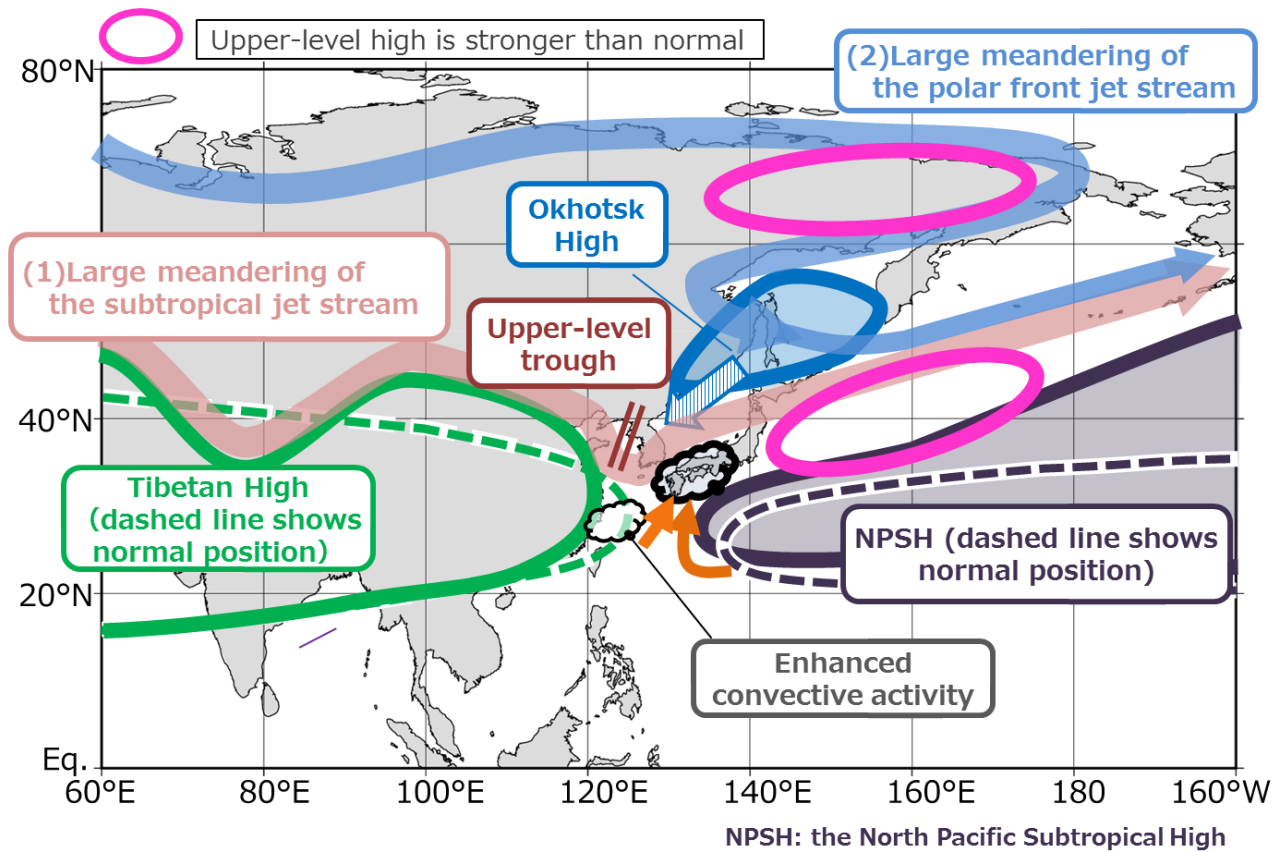 Upper-level high is stronger than normal
80°N
(2)Large meandering of
the polar front jet stream
Okhotsk
High
(1)Large meandering of
the subtropical jet stream
Upper-level
trough
40°N
Tibetan High
(dashed line shows
normal position)
NPSH (dashed line shows
normal position)
20°N
Enhanced
convective activity
Eq.
60°E 80°E 100°E 120°E 140°E 160°E 180 160°W
NPSH: the North Pacific Subtropical High